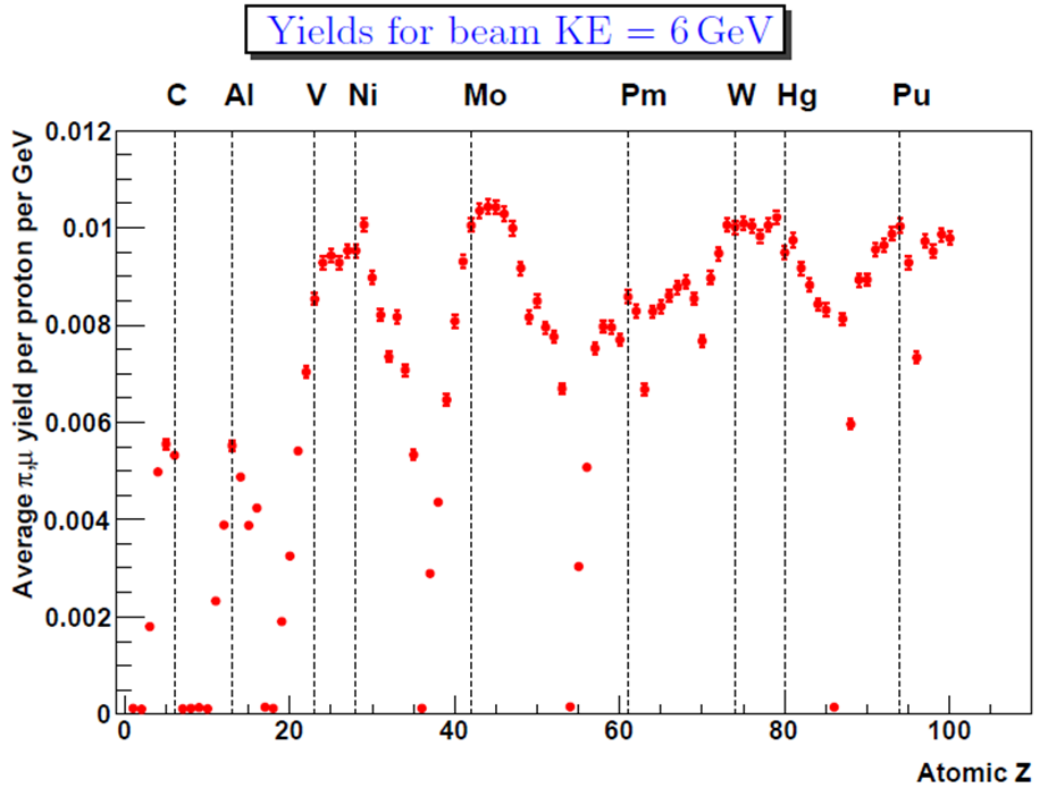 Yields for beam KE = 6 GeV
C Al V Ni Mo Pm W Hg Pu
Average π,μ yield per proton per GeV
0.012
0.01
0.008
0.006
0.004
0.002
0
0 20 40 60 80 100
Atomic Z